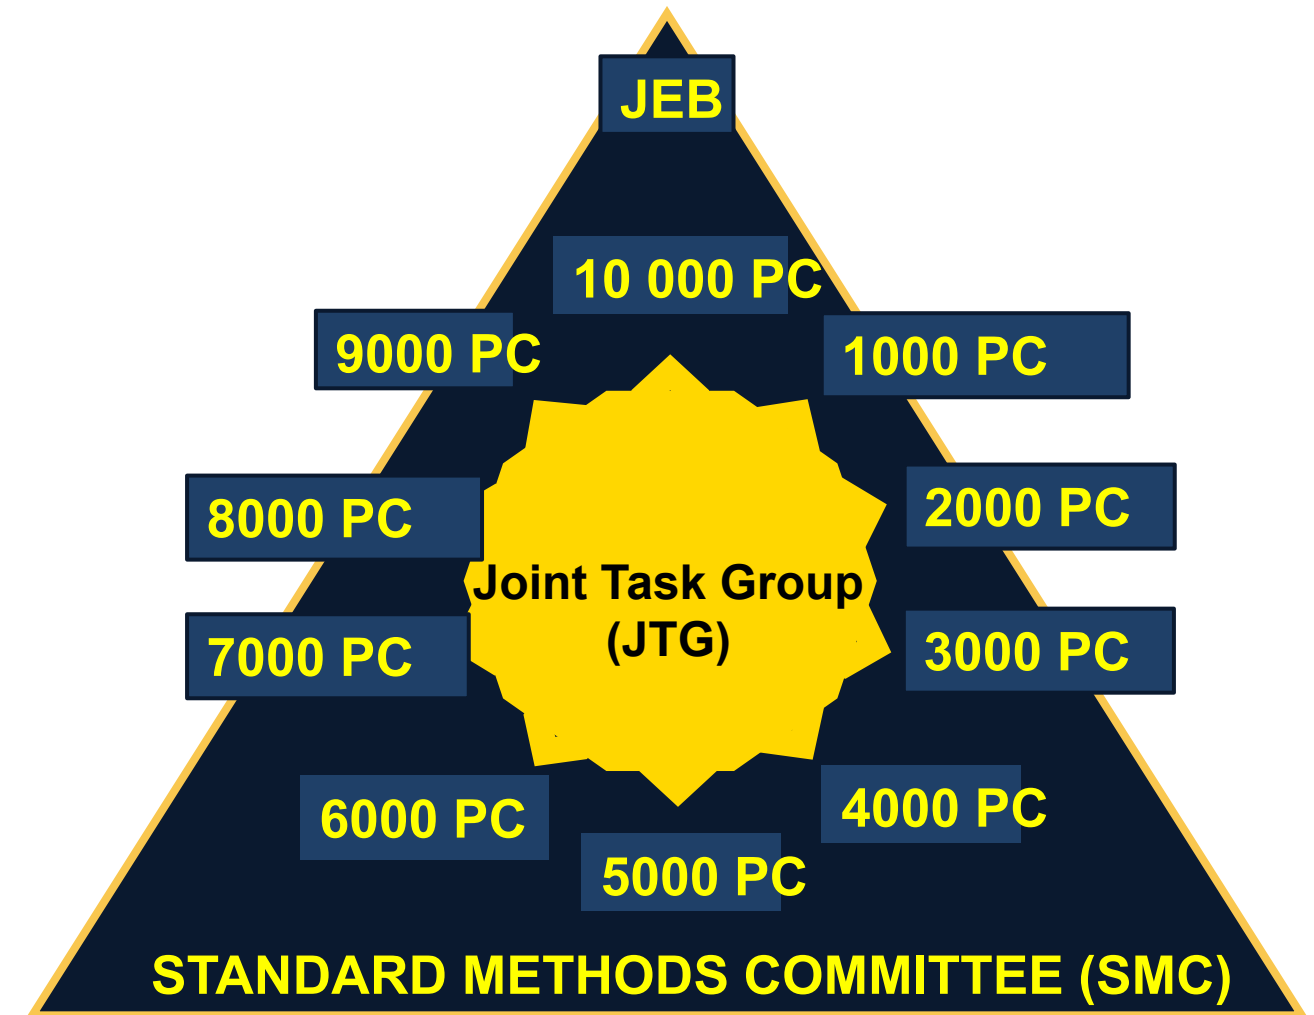 JEB
10 000 PC
9000 PC
1000 PC
8000 PC
2000 PC
Joint Task Group
(JTG)
7000 PC
3000 PC
6000 PC
4000 PC
5000 PC
STANDARD METHODS COMMITTEE (SMC)